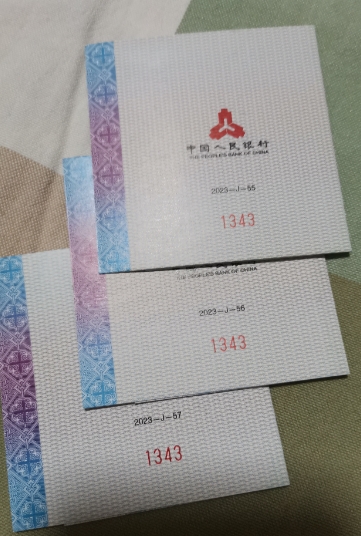 中国人民银行
THE PEOPLE'S BANK OF CHINA
2023-J-55
1343
THE PEOPLE'S BANK OF CHINA
2023-J-56
1343
2023-J-57
1343